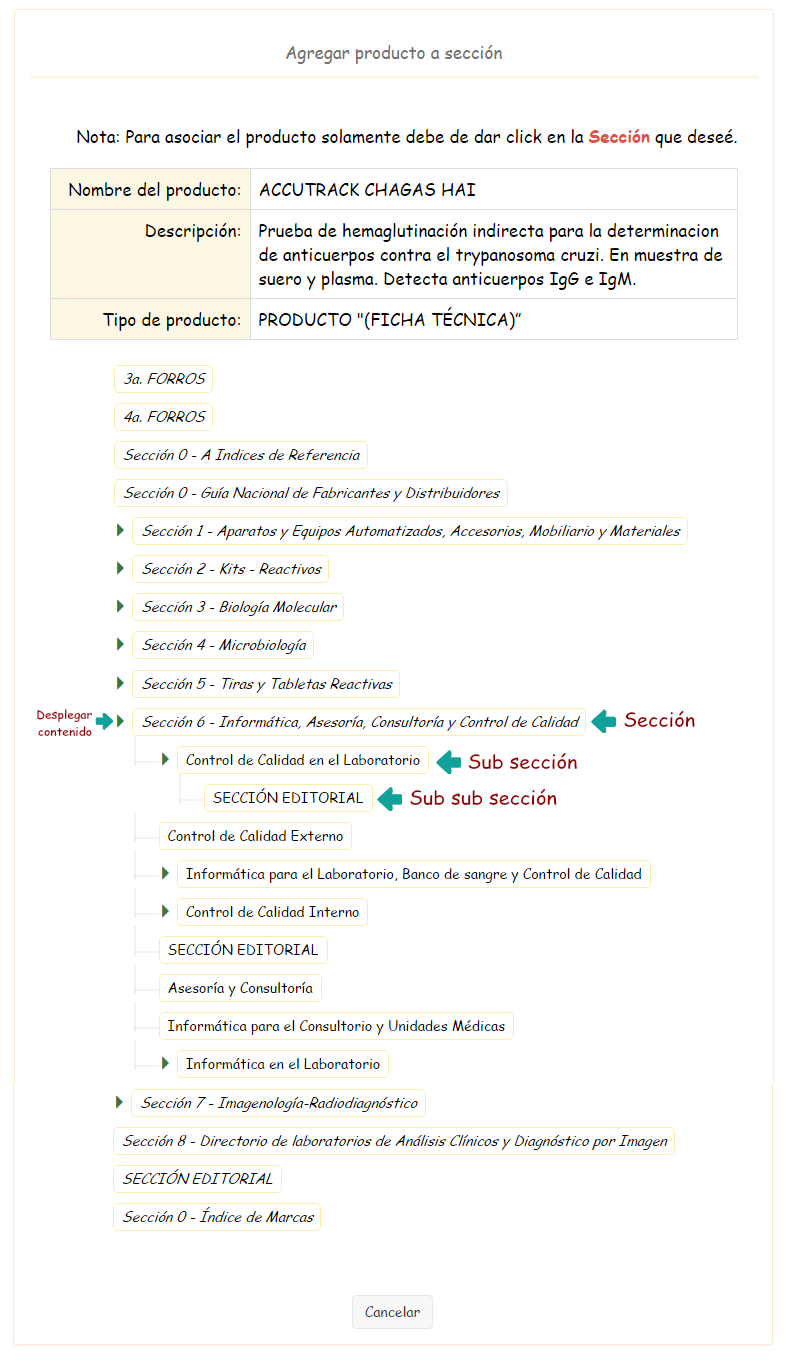 Agregar producto a sección
Nota: Para asociar el producto solamente debe de dar click en la Sección que deseé.
Nombre del producto: ACCUTRACK CHAGAS HAI
Descripción: Prueba de hemaglutinación indirecta para la determinacion
de anticuerpos contra el trypanosoma cruzi. En muestra de
suero y plasma. Detecta anticuerpos IgG e IgM.
Tipo de producto: PRODUCTO "(FICHA TÉCNICA)”
3a. FORROS
4a. FORROS
Sección 0 - A Indices de Referencia
Sección 0 - Guía Nacional de Fabricantes y Distribuidores
Sección 1 - Aparatos y Equipos Automatizados, Accesorios, Mobiliario y Materiales
Sección 2 - Kits - Reactivos
Sección 3 - Biología Molecular
Sección 4 - Microbiología
Sección 5 - Tiras y Tabletas Reactivas
Desplegar
contenido
Sección 6 - Informática, Asesoría, Consultoría y Control de Calidad Sección
Control de Calidad en el Laboratorio Sub sección
SECCIÓN EDITORIAL Sub sub sección
Control de Calidad Externo
Informática para el Laboratorio, Banco de sangre y Control de Calidad
Control de Calidad Interno
SECCIÓN EDITORIAL
Asesoría y Consultoría
Informática para el Consultorio y Unidades Médicas
Informática en el Laboratorio
Sección 7 - Imagenología-Radiodiagnóstico
Sección 8 - Directorio de laboratorios de Análisis Clínicos y Diagnóstico por Imagen
SECCIÓN EDITORIAL
Sección 0 - Índice de Marcas
Cancelar